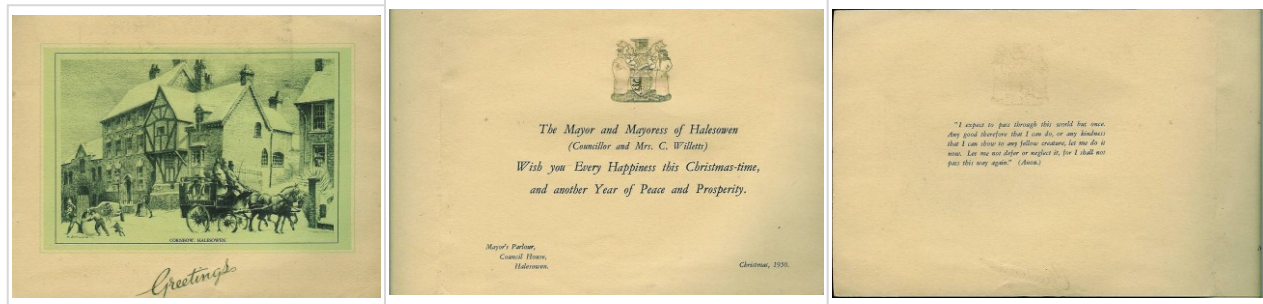 CORNBOW, HALESOWEN
Greetings
The Mayor and Mayoress of Halesowen
(Councillor and Mrs. C. Willetts)
Wish you Every Happiness this Christmas-time,
and another Year of Peace and Prosperity.
Mayor's Parlour,
Council House,
Halesowen.
Christmas, 1950.
"I expect to pass through this world but once.
Any good therefore that I can do, or any kindness
that I can show to any fellow creature, let me do it
now. Let me not defer or neglect it, for I shall not
pass this way again." (Anon.)